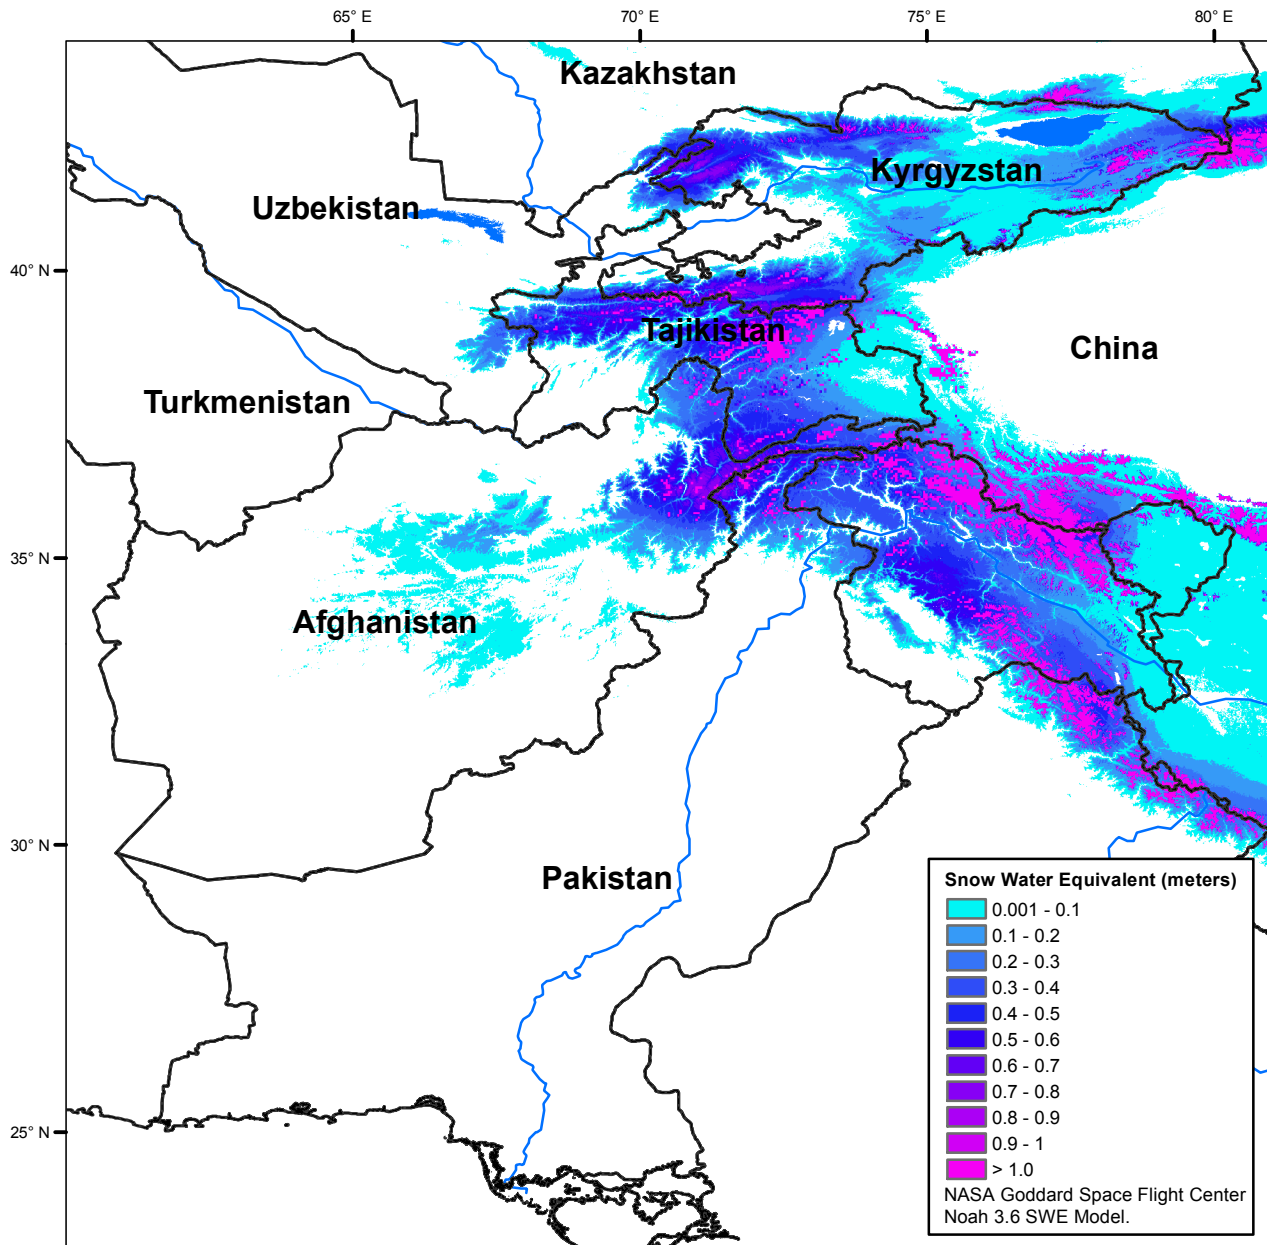 65° E
70° E
75° E
80° E
Kazakhstan
Kyrgyzstan
Uzbekistan
40° N
Tajikistan
China
Turkmenistan
35° N
Afghanistan
30° N
Pakistan
25° N
Snow Water Equivalent (meters)
0.001 - 0.1
0.1 - 0.2
0.2 - 0.3
0.3 - 0.4
0.4 - 0.5
0.5 - 0.6
0.6 - 0.7
0.7 - 0.8
0.8 - 0.9
0.9 - 1
> 1.0
NASA Goddard Space Flight Center
Noah 3.6 SWE Model.